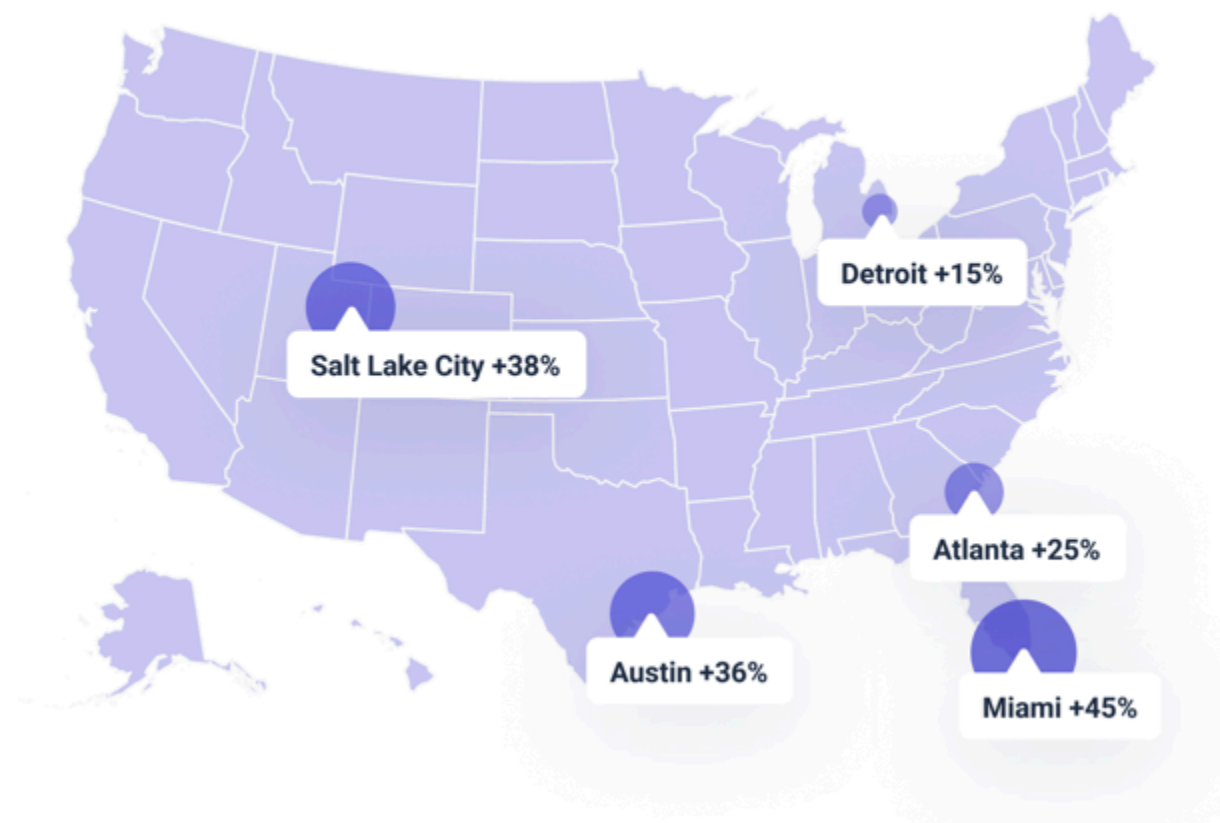 Detroit +15%
Salt Lake City +38%
Atlanta +25%
Austin +36%
Miami +45%